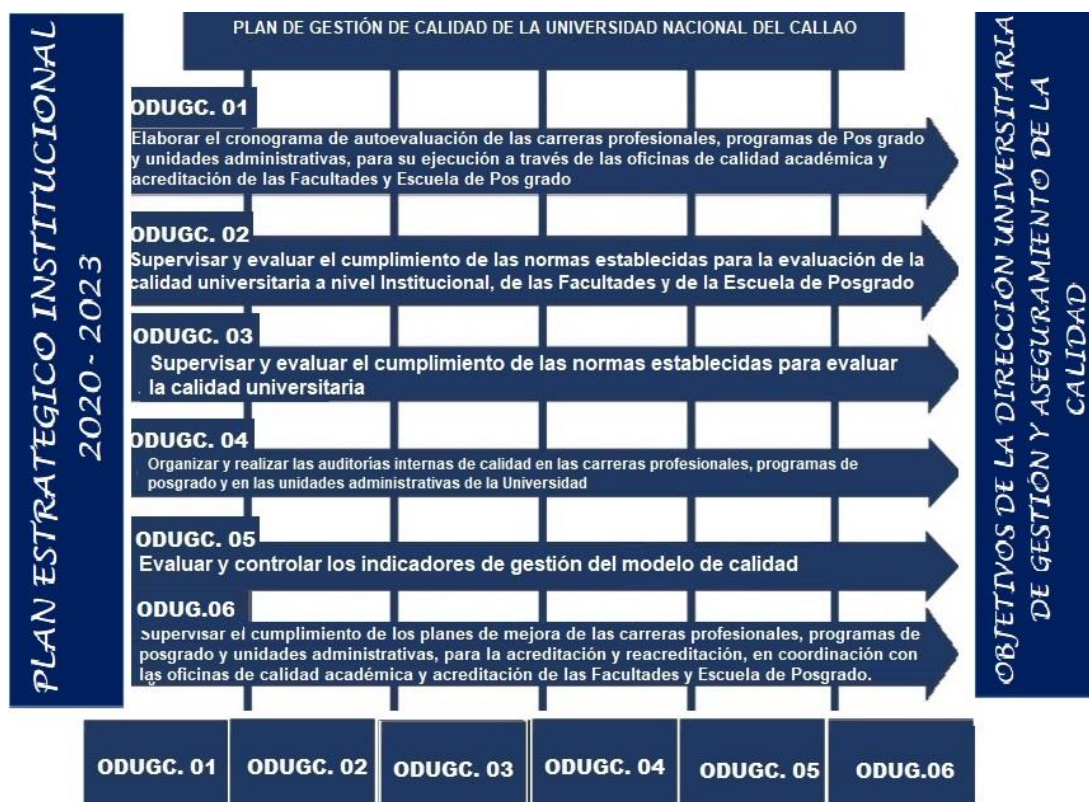 PLAN DE GESTIÓN DE CALIDAD DE LA UNIVERSIDAD NACIONAL DEL CALLAO
PLAN ESTRATEGICO INSTITUCIONAL
2020-2023
ODUGC. 01
Elaborar el cronograma de autoevaluación de las carreras profesionales, programas de Pos grado
y unidades administrativas, para su ejecución a través de las oficinas de calidad académica y
acreditación de las Facultades y Escuela de Pos grado
ODUGC. 02
Supervisar y evaluar el cumplimiento de las normas establecidas para la evaluación de la
calidad universitaria a nivel Institucional, de las Facultades y de la Escuela de Posgrado
ODUGC. 03
Supervisar y evaluar el cumplimiento de las normas establecidas para evaluar
. la calidad universitaria
ODUGC. 04
Organizar y realizar las auditorías internas de calidad en las carreras profesionales, programas de
posgrado y en las unidades administrativas de la Universidad
ODUGC. 05
Evaluar y controlar los indicadores de gestión del modelo de calidad
ODUG.06
Supervisar el cumplimiento de los planes de mejora de las carreras profesionales, programas de
posgrado y unidades administrativas, para la acreditación y reacreditación, en coordinación con
las oficinas de calidad académica y acreditación de las Facultades y Escuela de Posgrado.
OBJETIVOS DE LA DIRECCIÓN UNIVERSITARIA
DE GESTIÓN Y ASEGURAMIENTO DE LA
CALIDAD
ODUGC. 01
ODUGC. 02
ODUGC. 03
ODUGC. 04
ODUGC. 05
ODUG.06